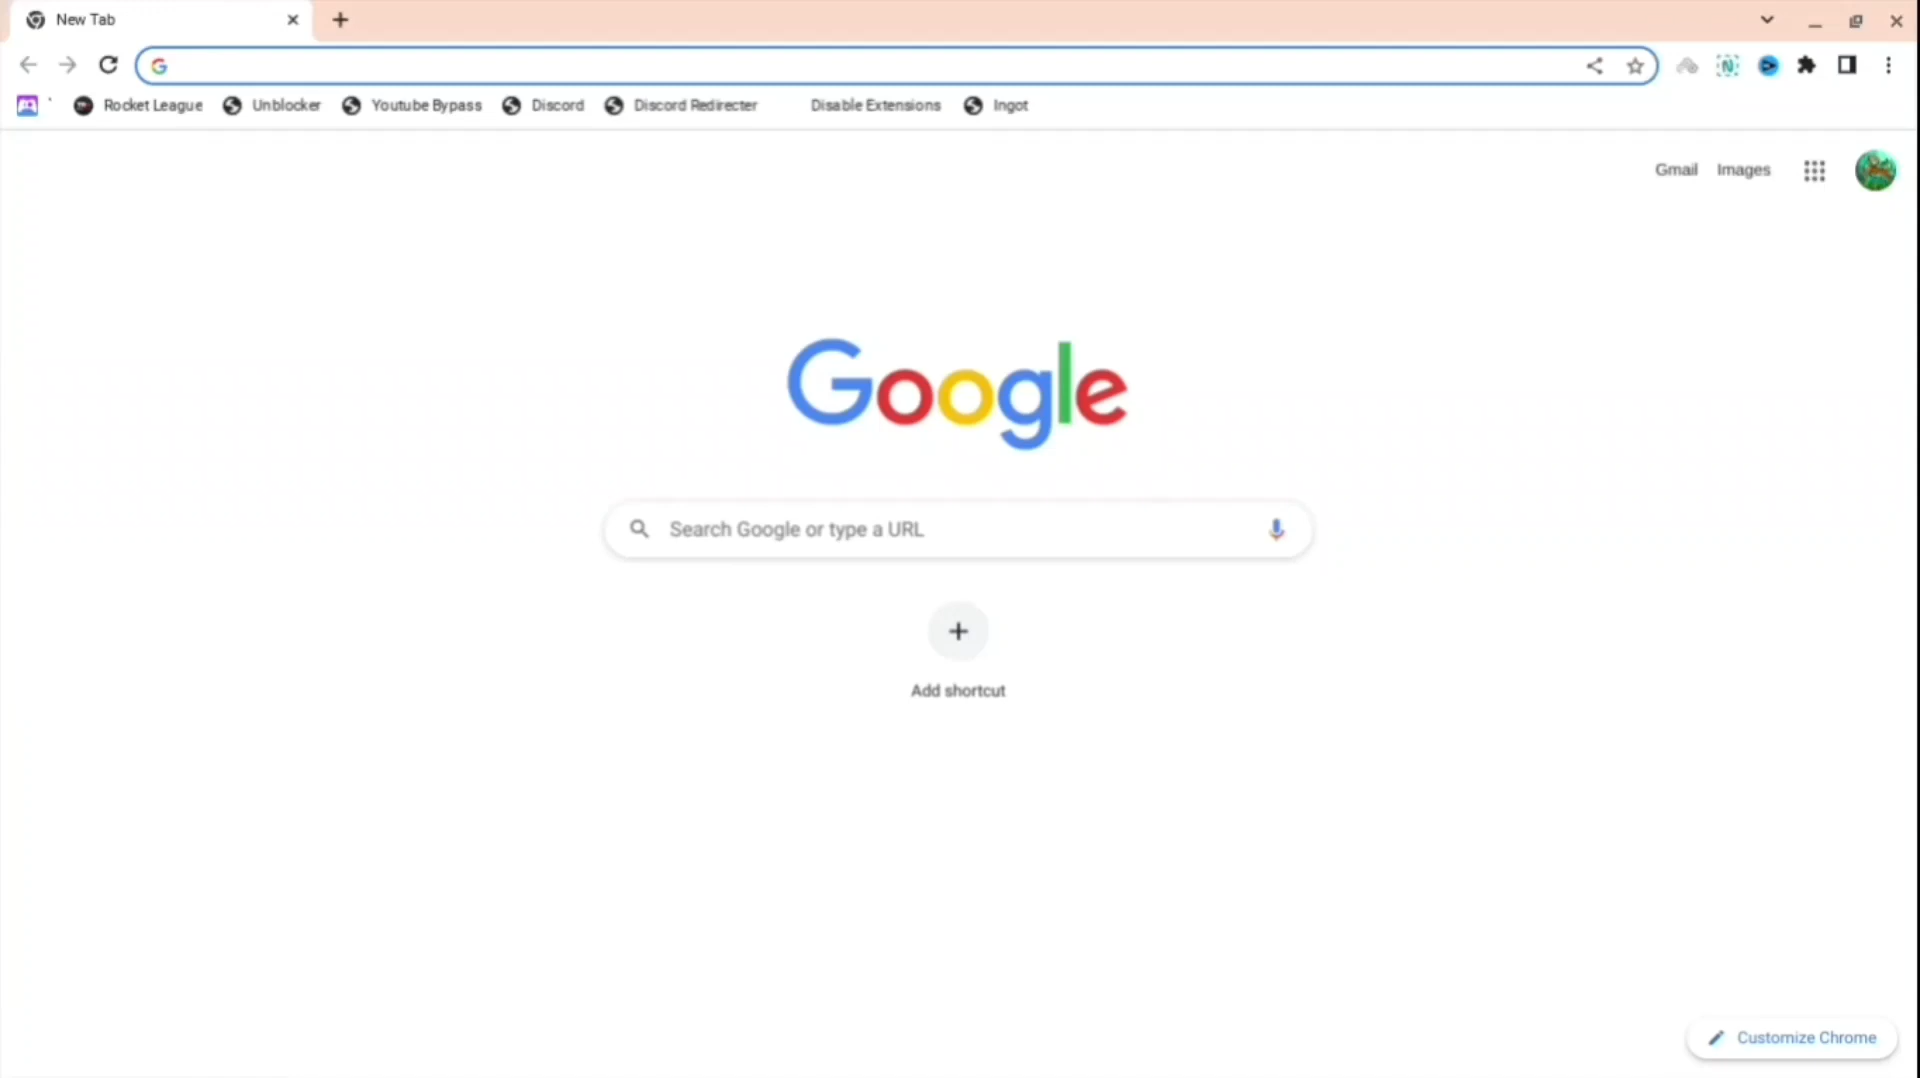 New Tab
Rocket League Unblocker Youtube Bypass Discord Discord Redirecter Disable Extensions Ingot
Gmail Images
Google
Search Google or type a URL
Add shortcut
Customize Chrome